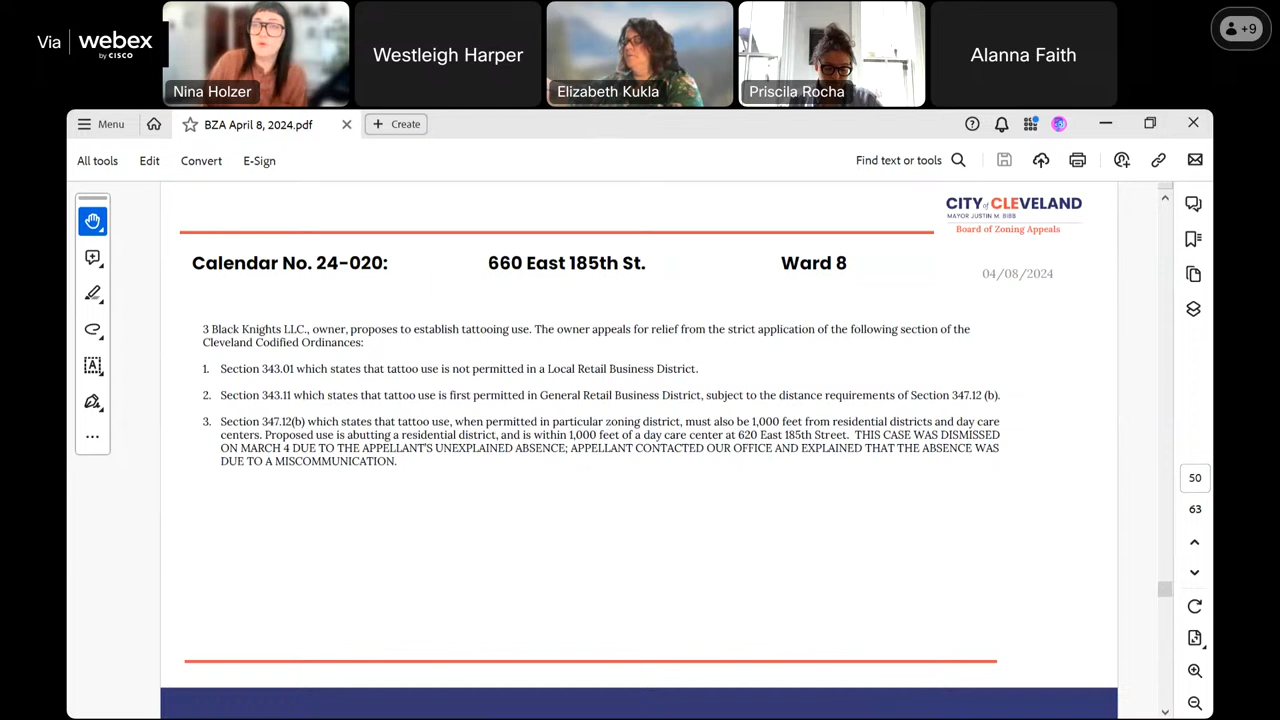 Via webex
by CISCO
Nina Holzer
Westleigh Harper
Elizabeth Kukla
Priscila Rocha
Alanna Faith
+9
Menu
BZA April 8, 2024.pdf
Create
All tools
Edit
Convert
E-Sign
Find text or tools
CITY of CLEVELAND
MAYOR JUSTIN M. BIBB
Board of Zoning Appeals
Calendar No. 24-020: 660 East 185th St. Ward 8
04/08/2024
3 Black Knights LLC., owner, proposes to establish tattooing use. The owner appeals for relief from the strict application of the following section of the
Cleveland Codified Ordinances:
1. Section 343.01 which states that tattoo use is not permitted in a Local Retail Business District.
2. Section 343.11 which states that tattoo use is first permitted in General Retail Business District, subject to the distance requirements of Section 347.12 (b).
3. Section 347.12(b) which states that tattoo use, when permitted in particular zoning district, must also be 1,000 feet from residential districts and day care
centers. Proposed use is abutting a residential district, and is within 1,000 feet of a day care center at 620 East 185th Street. THIS CASE WAS DISMISSED
ON MARCH 4 DUE TO THE APPELLANT'S UNEXPLAINED ABSENCE; APPELLANT CONTACTED OUR OFFICE AND EXPLAINED THAT THE ABSENCE WAS
DUE TO A MISCOMMUNICATION.
50
63